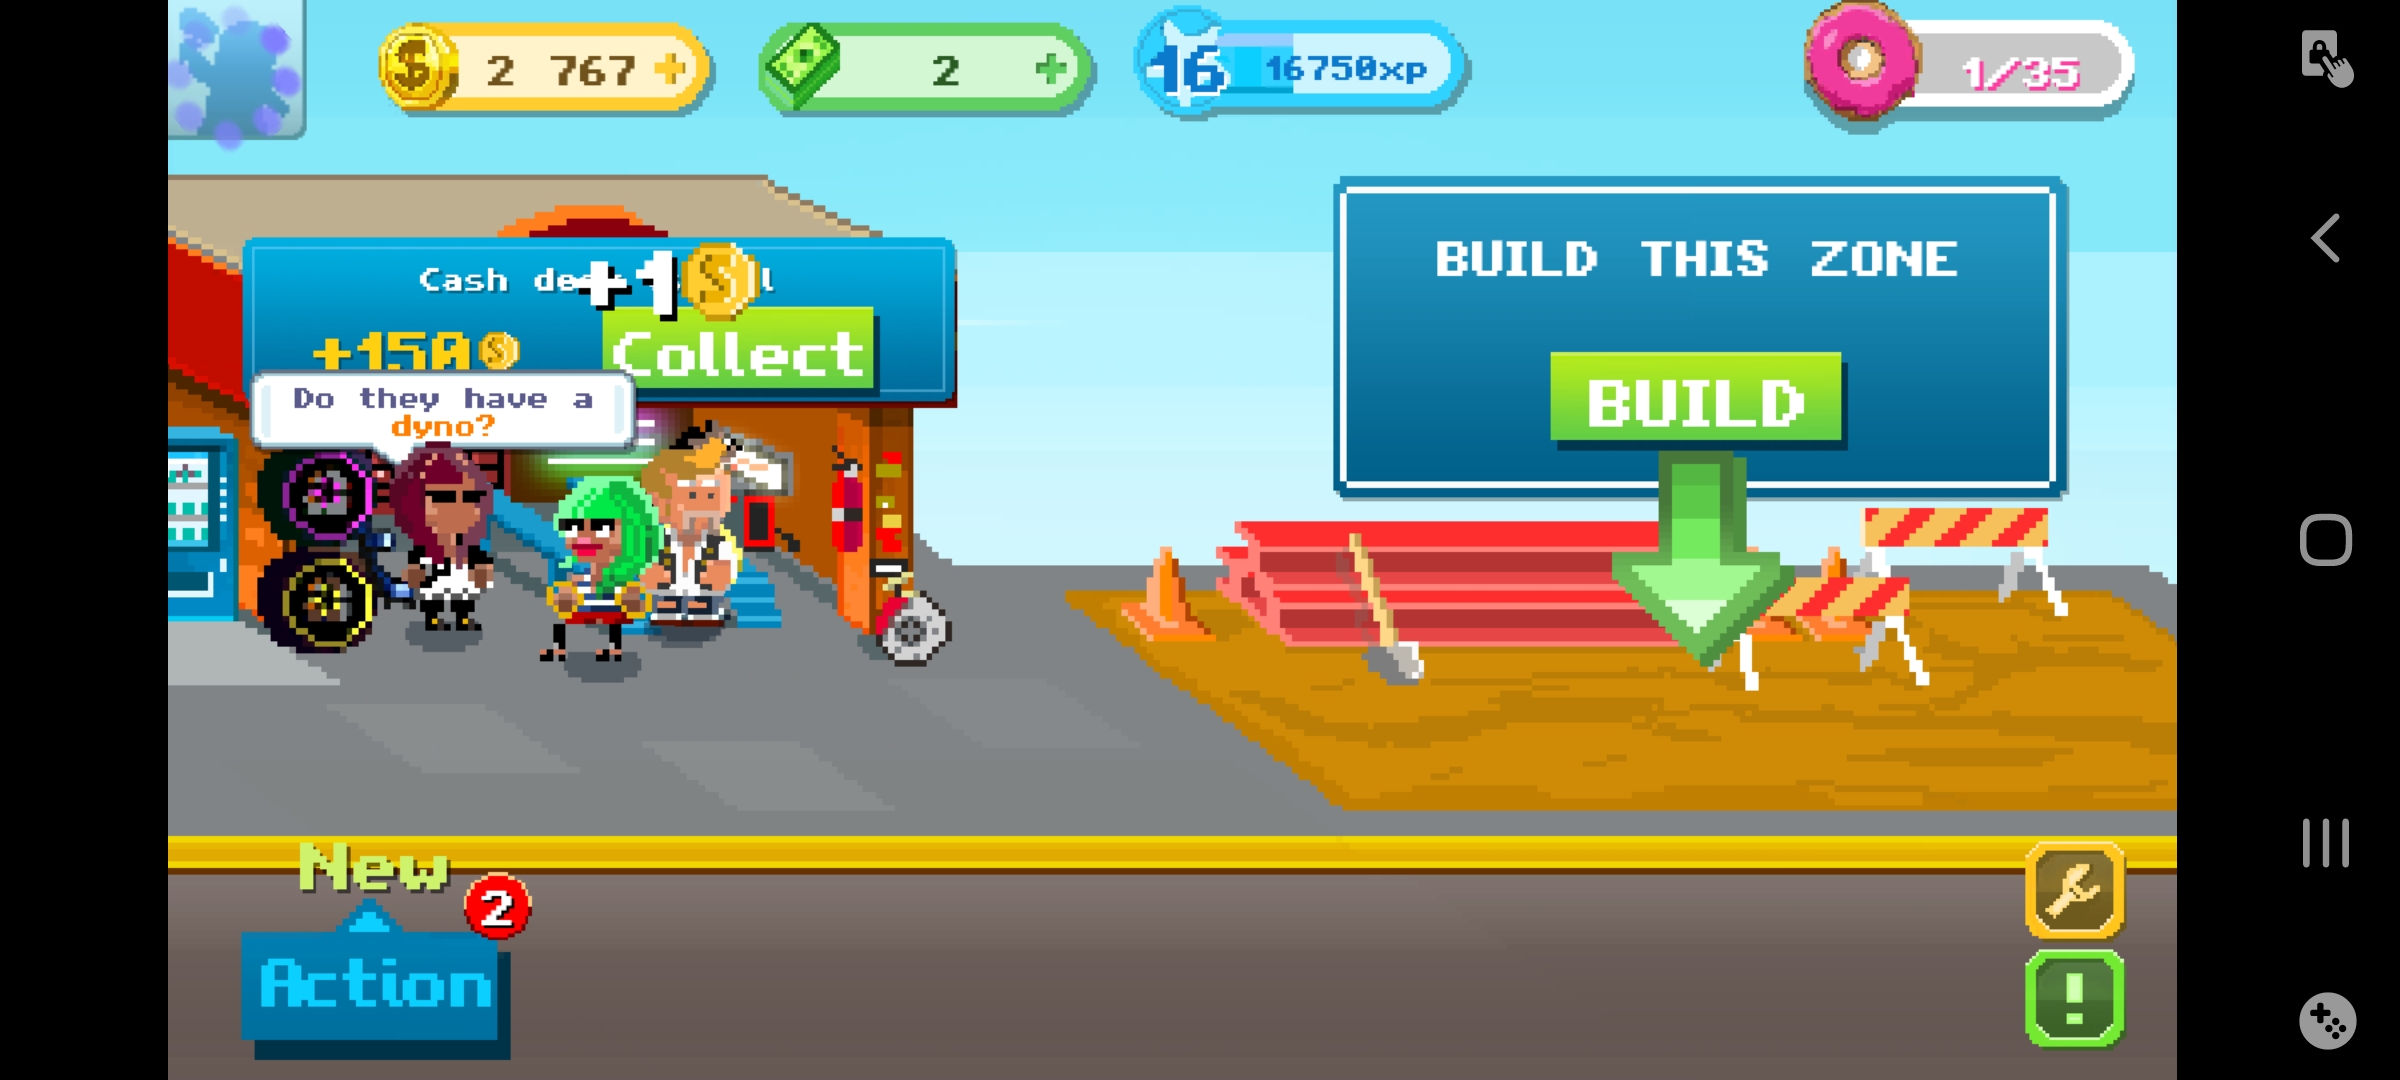 2 767 +
2 +
16 16750xp
1/35
Cash de
+1
+150
Collect
BUILD THIS ZONE
BUILD
Do they have a
dyno?
New
2
Action
!